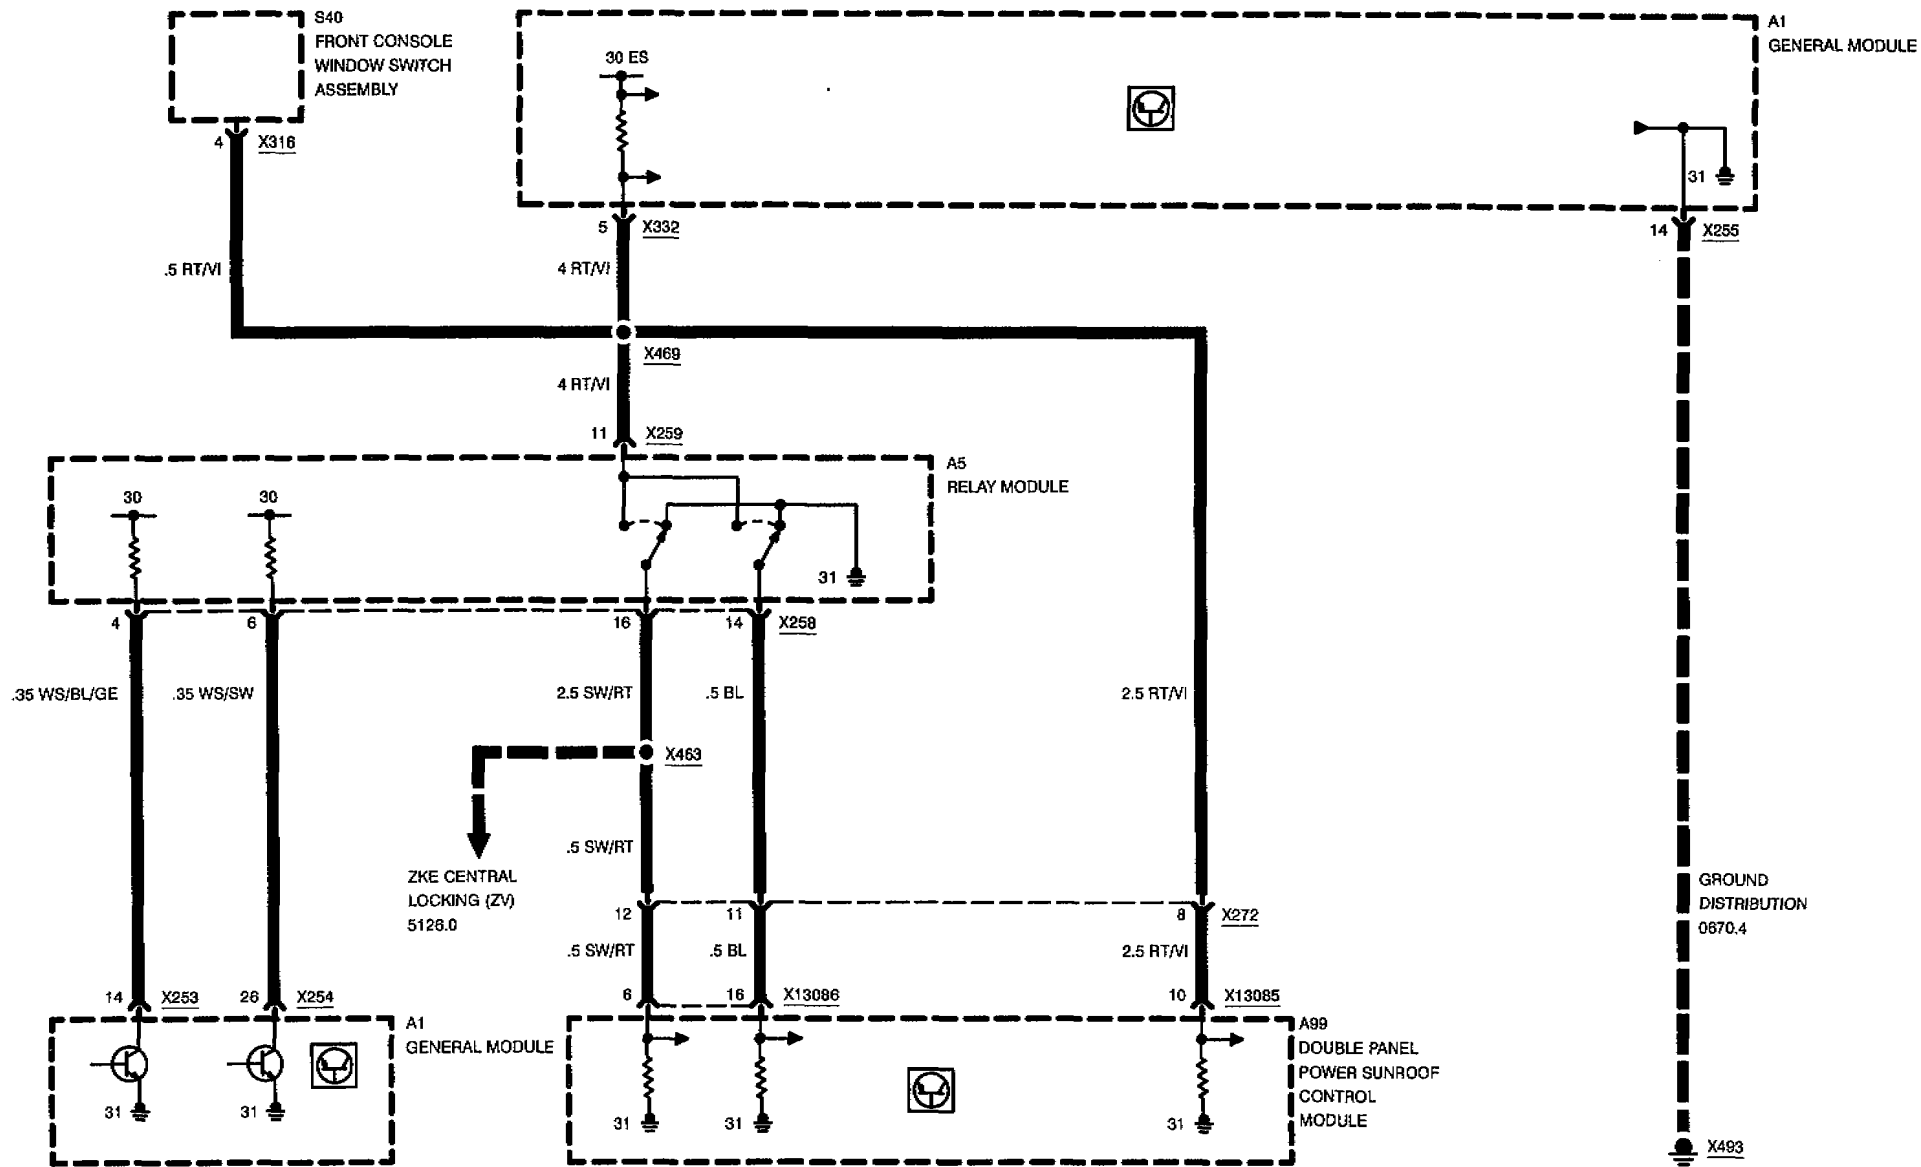 S40
FRONT CONSOLE
WINDOW SWITCH
ASSEMBLY
A1
GENERAL MODULE
30 ES
31
4
X316
5
X332
14
X255
.5 RT/VI
4 RT/VI
X469
4 RT/VI
11
X259
A5
RELAY MODULE
30
30
31
4
6
16
14
X258
.35 WS/BL/GE
.35 WS/SW
2.5 SW/RT
.5 BL
2.5 RT/VI
X463
.5 SW/RT
ZKE CENTRAL
LOCKING (ZV)
5126.0
GROUND
DISTRIBUTION
0670.4
12
11
8
X272
.5 SW/RT
.5 BL
2.5 RT/VI
14
X253
26
X254
6
16
X13086
10
X13085
A1
GENERAL MODULE
A99
DOUBLE PANEL
POWER SUNROOF
CONTROL
MODULE
31
31
31
31
31
X493